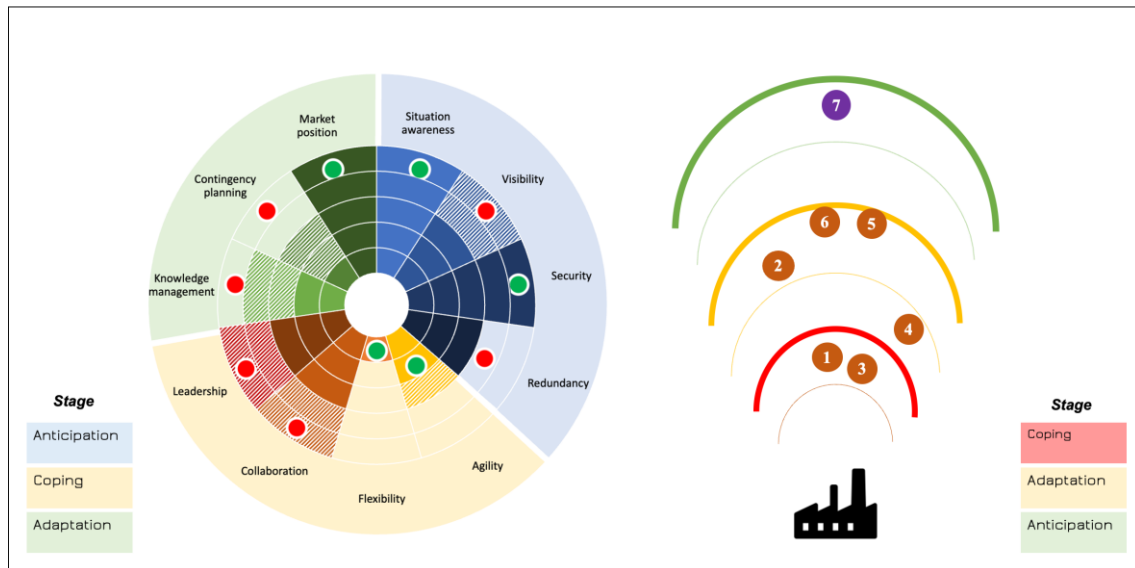 Market
position
Situation
awareness
Contingency
planning
Visibility
Knowledge
management
Security
Leadership
Redundancy
Collaboration
Agility
Flexibility
Stage
Anticipation
Coping
Adaptation
7
6
5
2
4
1
3
Stage
Coping
Adaptation
Anticipation